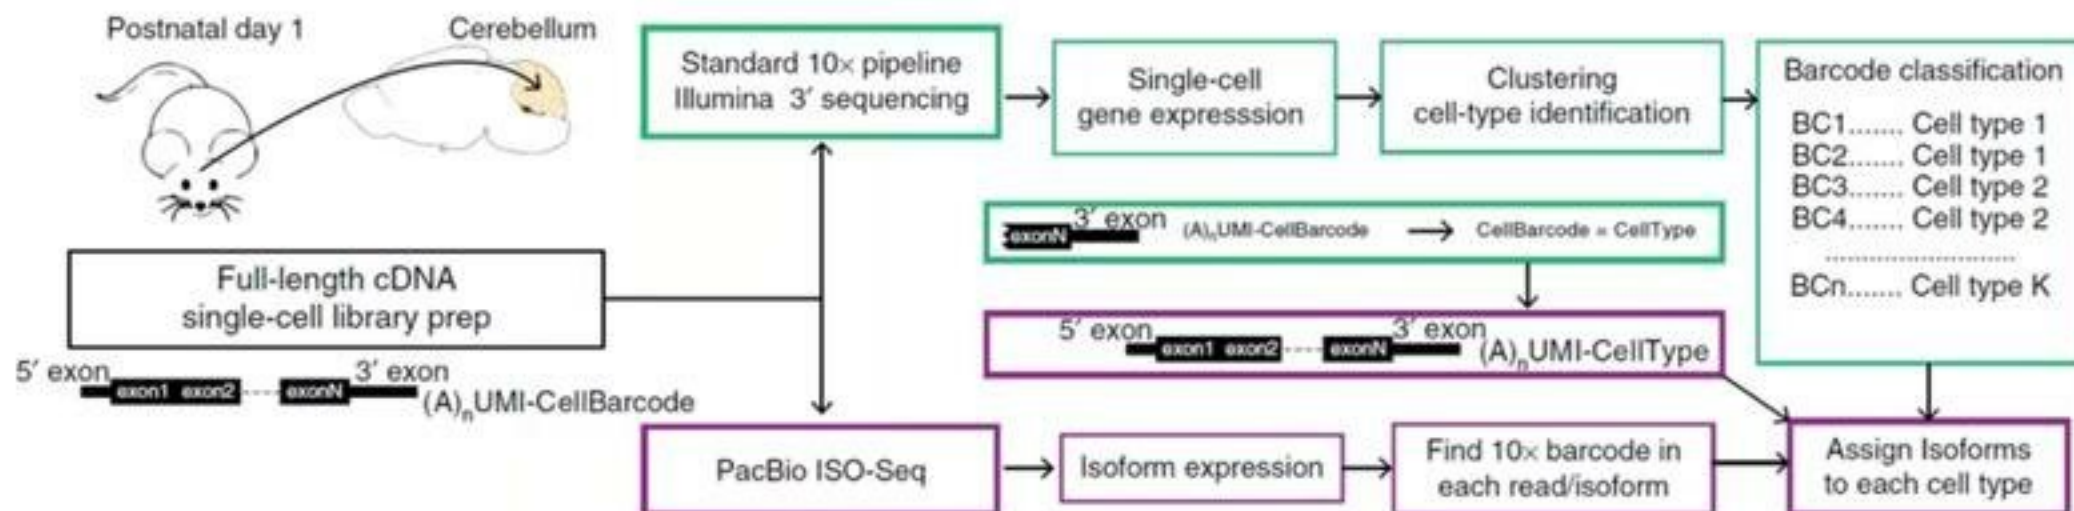 Postnatal day 1
Cerebellum
Standard 10× pipeline
Illumina 3′ sequencing
Single-cell
gene expresssion
Clustering
cell-type identification
Barcode classification
BC1....... Cell type 1
BC2....... Cell type 1
BC3....... Cell type 2
BC4....... Cell type 2
..........................
BCn....... Cell type K
3′ exon
exonN
(A)nUMI-CellBarcode
CellBarcode = CellType
Full-length cDNA
single-cell library prep
5′ exon
3′ exon
exon1 exon2
exonN
(A)nUMI-CellBarcode
5′ exon
3′ exon
exon1 exon2
exonN
(A)nUMI-CellType
PacBio ISO-Seq
Isoform expression
Find 10× barcode in
each read/isoform
Assign Isoforms
to each cell type